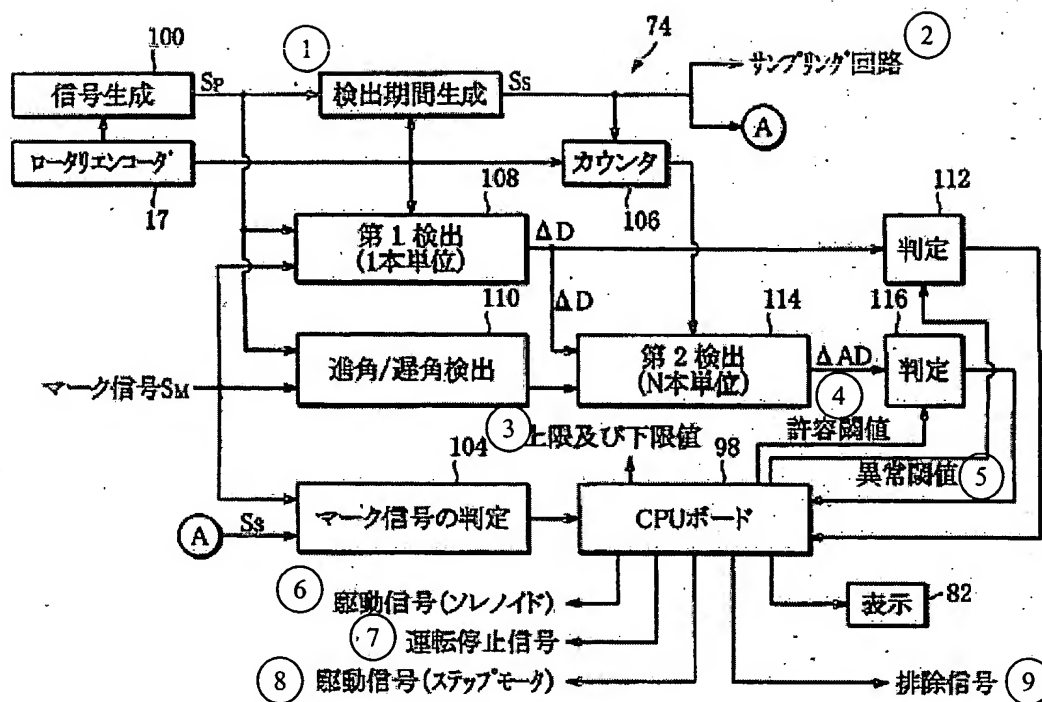 100
①
74
②
信号生成
SP
検出期間生成
SS
サンプリング回路
A
ロータリエンコーダ
17
カウンタ
106
108
第1検出
(1本単位)
ΔD
112
判定
110
ΔD
114
116
進角/遅角検出
第2検出
(N本単位)
ΔAD
判定
マーク信号SM
③
④
上限及び下限値
許容閾値
104
98
異常閾値
⑤
A
SS
マーク信号の判定
CPUボード
⑥
駆動信号(ソレノイド)
表示
82
⑦
運転停止信号
⑧
駆動信号(ステップモータ)
排除信号
⑨